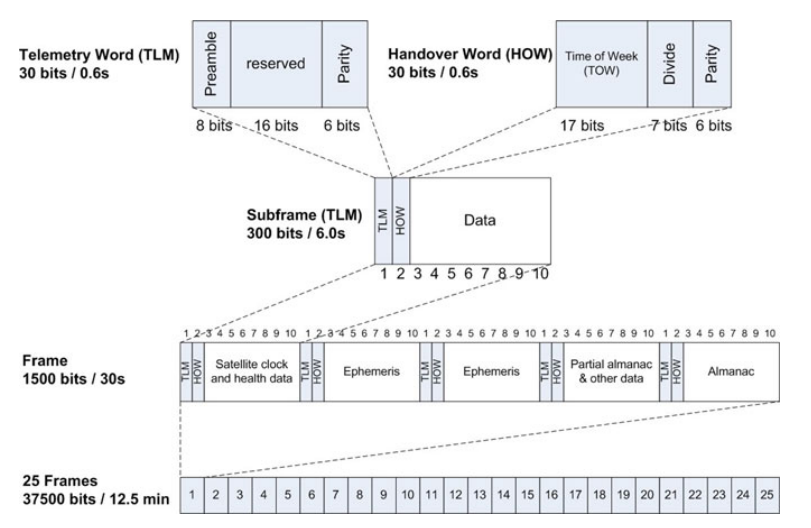 Telemetry Word (TLM)
30 bits / 0.6s
Preamble
reserved
Parity
8 bits 16 bits 6 bits
Handover Word (HOW)
30 bits / 0.6s
Time of Week
(TOW)
Divide
Parity
17 bits 7 bits 6 bits
Subframe (TLM)
300 bits / 6.0s
TLM
HOW
Data
1 2 3 4 5 6 7 8 9 10
Frame
1500 bits / 30s
1 2 3 4 5 6 7 8 9 10 1 2 3 4 5 6 7 8 9 10 1 2 3 4 5 6 7 8 9 10 1 2 3 4 5 6 7 8 9 10 1 2 3 4 5 6 7 8 9 10
TLM
HOW
Satellite clock
and health data
TLM
HOW
Ephemeris
TLM
HOW
Ephemeris
TLM
HOW
Partial almanac
& other data
TLM
HOW
Almanac
25 Frames
37500 bits / 12.5 min
1 2 3 4 5 6 7 8 9 10 11 12 13 14 15 16 17 18 19 20 21 22 23 24 25